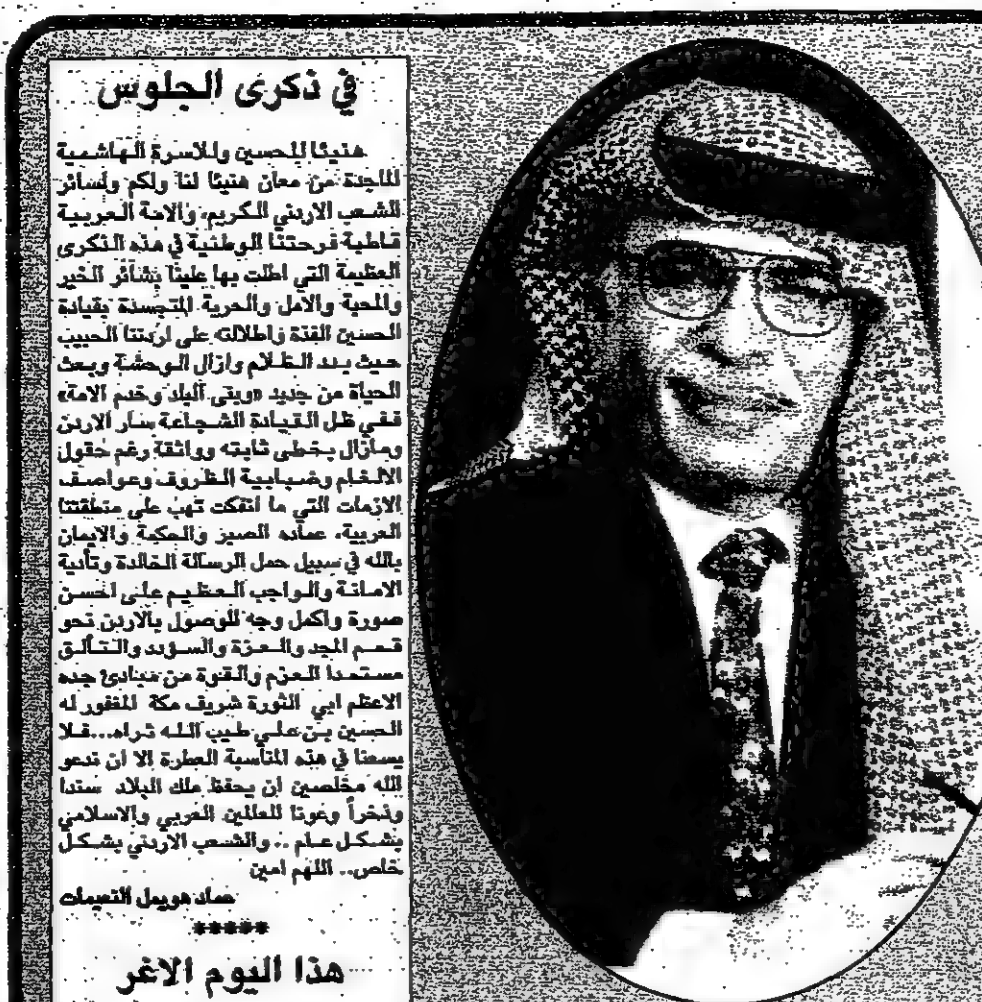 في ذكرى الجلوس
هنيئا للحسين وللاسرة الهاشمية
الماجدة من معان هنيئا لنا ولكم ولسائر
الشعب الاردني الكريم، والامة العربية
قاطبة فرحتنا الوطنية في هذه الذكرى
العظيمة التي اطلت بها علينا بشائر الخير
والمحبة والامل والحرية المتجسدة بقيادة
الحسين الفذة واطلالته على اردننا الحبيب
حيث بدد الظلام وازال الوحشة وبعث
الحياة من جديد «وبنى البلد وخدم الامة»
ففي ظل القيادة الشجاعة سار الاردن
ومازال بخطى ثابته وواثقة رغم حقول
الالغام وضبابية الظروف وعواصف
الازمات التي ما انفكت تهب على منطقتنا
العربية، عماده الصبر والحكمة والايمان
بالله في سبيل حمل الرسالة الخالدة وتأدية
الامانة والواجب العظيم على احسن
صورة واكمل وجه للوصول بالاردن نحو
قمم المجد والعزة والسؤدد والتألق
مستمدا العزم والقوة من مبادئ جده
الاعظم ابي الثورة شريف مكة المغفور له
الحسين بن علي طيب الله ثراه...فلا
يسعنا في هذه المناسبة العطرة إلا ان ندعو
الله مخلصين ان يحفظ ملك البلاد سندا
وذخراً وعونا للعالمين العربي والاسلامي
بشكل عام .. والشعب الاردني بشكل
خاص.. اللهم امين
عماد هويمل النعيمات
*****
هذا اليوم الاغر